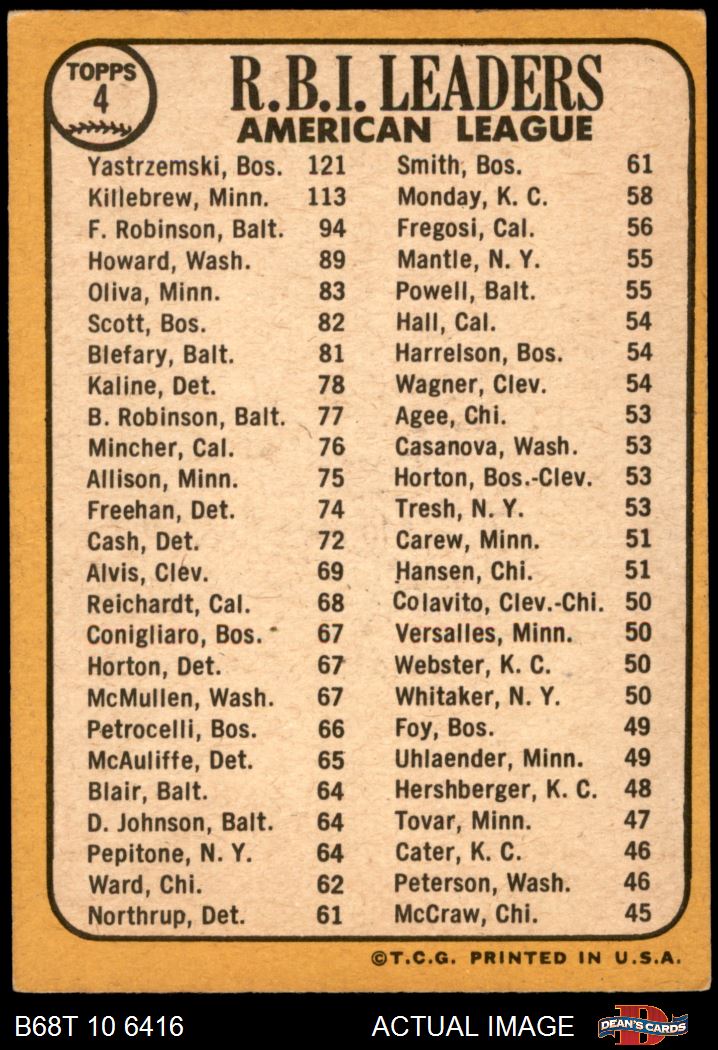 TOPPS
4
R.B.I. LEADERS
AMERICAN LEAGUE
Yastrzemski, Bos. 121
Killebrew, Minn. 113
F. Robinson, Balt. 94
Howard, Wash. 89
Oliva, Minn. 83
Scott, Bos. 82
Blefary, Balt. 81
Kaline, Det. 78
B. Robinson, Balt. 77
Mincher, Cal. 76
Allison, Minn. 75
Freehan, Det. 74
Cash, Det. 72
Alvis, Clev. 69
Reichardt, Cal. 68
Conigliaro, Bos. 67
Horton, Det. 67
McMullen, Wash. 67
Petrocelli, Bos. 66
McAuliffe, Det. 65
Blair, Balt. 64
D. Johnson, Balt. 64
Pepitone, N. Y. 64
Ward, Chi. 62
Northrup, Det. 61
Smith, Bos. 61
Monday, K. C. 58
Fregosi, Cal. 56
Mantle, N. Y. 55
Powell, Balt. 55
Hall, Cal. 54
Harrelson, Bos. 54
Wagner, Clev. 54
Agee, Chi. 53
Casanova, Wash. 53
Horton, Bos.-Clev. 53
Tresh, N. Y. 53
Carew, Minn. 51
Hansen, Chi. 51
Colavito, Clev.-Chi. 50
Versalles, Minn. 50
Webster, K. C. 50
Whitaker, N. Y. 50
Foy, Bos. 49
Uhlaender, Minn. 49
Hershberger, K. C. 48
Tovar, Minn. 47
Cater, K. C. 46
Peterson, Wash. 46
McCraw, Chi. 45
©T.C.G. PRINTED IN U.S.A.
B68T 10 6416 ACTUAL IMAGE
D
DEAN'S CARDS